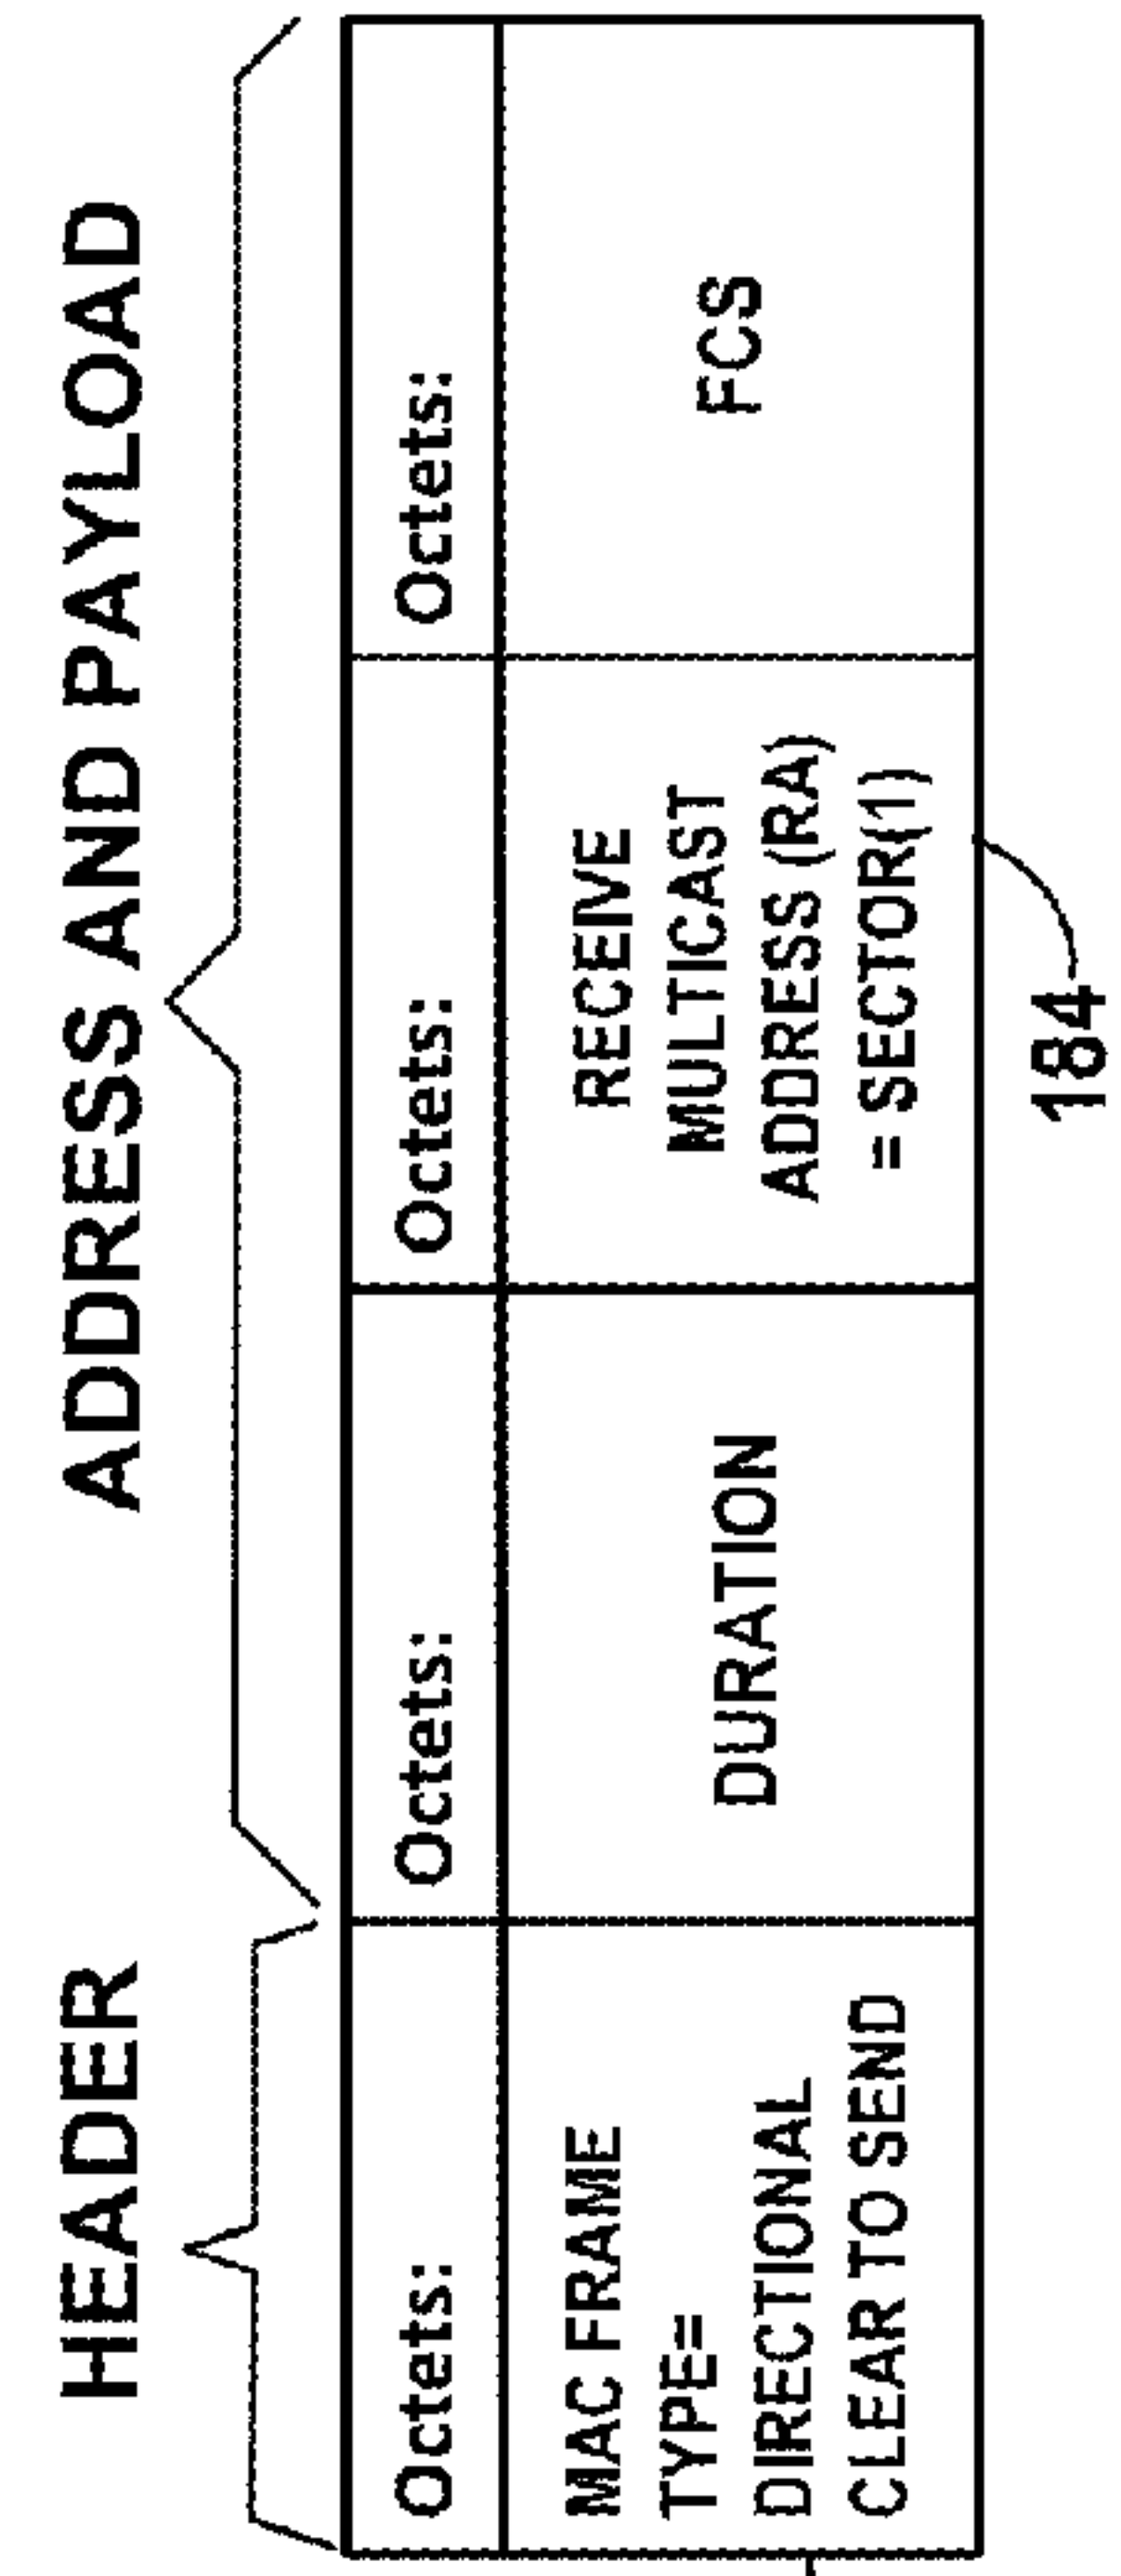 HEADER
ADDRESS AND PAYLOAD
Octets:
Octets:
Octets:
Octets:
MAC FRAME
TYPE=
DIRECTIONAL
CLEAR TO SEND
DURATION
RECEIVE
MULTICAST
ADDRESS (RA)
= SECTOR(1)
FCS
184